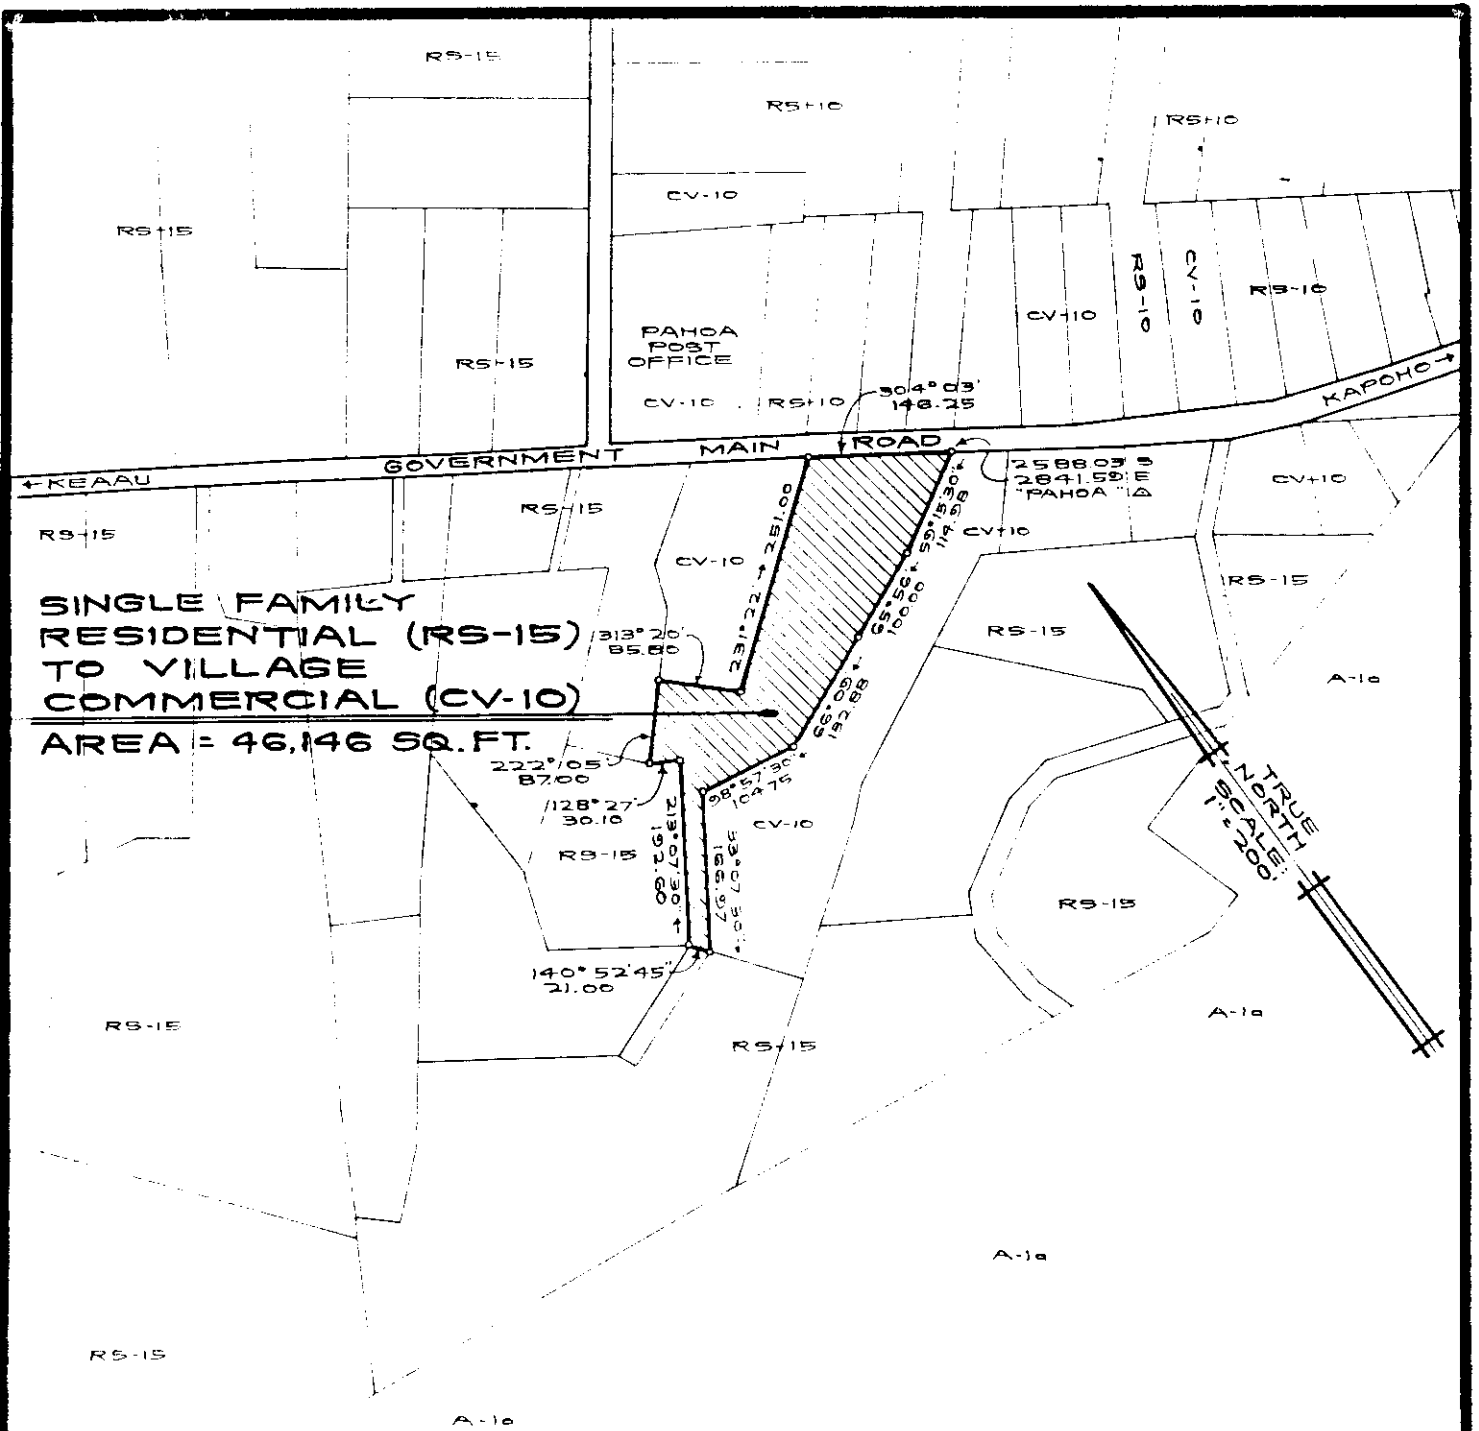 RS-15
RS-10
RS-10
CV-10
RS-15
RS-10
CV-10
RS-10
CV-10
PAHOA
POST
OFFICE
RS-15
CV-10
RS-10
304° 03'
148.25
KAPOHO →
GOVERNMENT MAIN ROAD
← KEAAU
2588.03 S
2841.59 E
"PAHOA" △
CV-10
RS-15
RS-15
CV-10
CV-10
231° 22' → 251.00
59° 15' 30"
114.98
65° 56'
100.00
RS-15
RS-15
A-1a
SINGLE FAMILY
RESIDENTIAL (RS-15)
TO VILLAGE
COMMERCIAL (CV-10)
AREA = 46,146 SQ.FT.
313° 20'
85.80
66° 09'
132.88
222° 05'
87.00
128° 27'
30.10
98° 57' 30"
104.75
TRUE
NORTH
SCALE:
1" = 200'
RS-15
213° 07' 30"
192.60
33° 07' 30"
166.97
CV-10
RS-15
140° 52' 45"
21.00
RS-15
RS-15
A-1a
A-1a
RS-15
A-1a